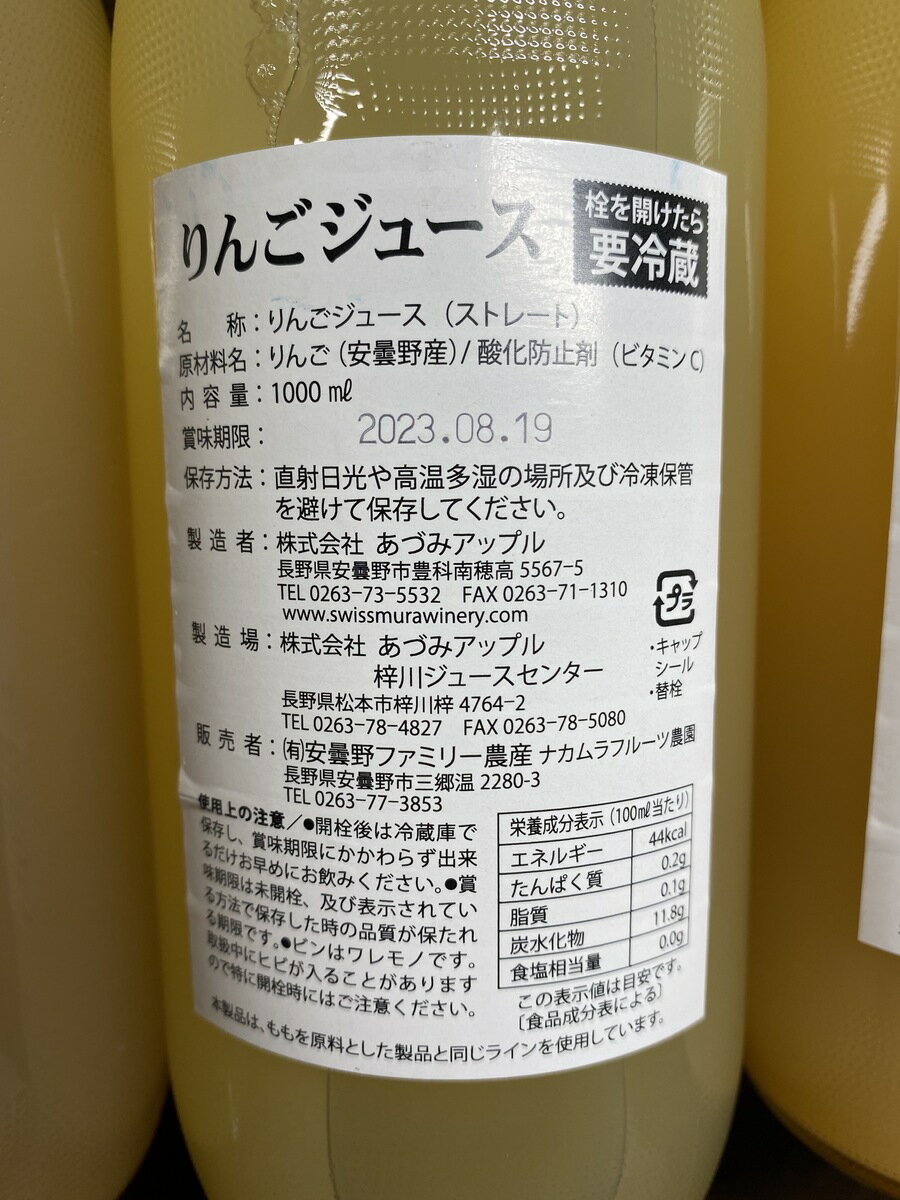 りんごジュース
栓を開けたら
要冷蔵
名称：りんごジュース（ストレート）
原材料名：りんご（安曇野産）/ 酸化防止剤（ビタミンC）
内容量：1000㎖
賞味期限： 2023.08.19
保存方法：直射日光や高温多湿の場所及び冷凍保管
を避けて保存してください。
製造者：株式会社 あづみアップル
長野県安曇野市豊科南穂高 5567-5
TEL 0263-73-5532 FAX 0263-71-1310
www.swissmurawinery.com
製造場：株式会社 あづみアップル
梓川ジュースセンター
長野県松本市梓川梓 4764-2
TEL 0263-78-4827 FAX 0263-78-5080
プラ
・キャップ
シール
・替栓
販売者：㈲安曇野ファミリー農産 ナカムラフルーツ農園
長野県安曇野市三郷温 2280-3
TEL 0263-77-3853
使用上の注意／●開栓後は冷蔵庫で
保存し、賞味期限にかかわらず出来
るだけお早めにお飲みください。●賞
味期限は未開栓、及び表示されてい
る方法で保存した時の品質が保たれ
る期限です。●ビンはワレモノです。
取扱中にヒビが入ることがあります
ので特に開栓時にはご注意ください。
栄養成分表示（100㎖当たり）
エネルギー 44kcal
たんぱく質 0.2g
脂質 0.1g
炭水化物 11.8g
食塩相当量 0.0g
この表示値は目安です。
〔食品成分表による〕
本製品は、ももを原料とした製品と同じラインを使用しています。